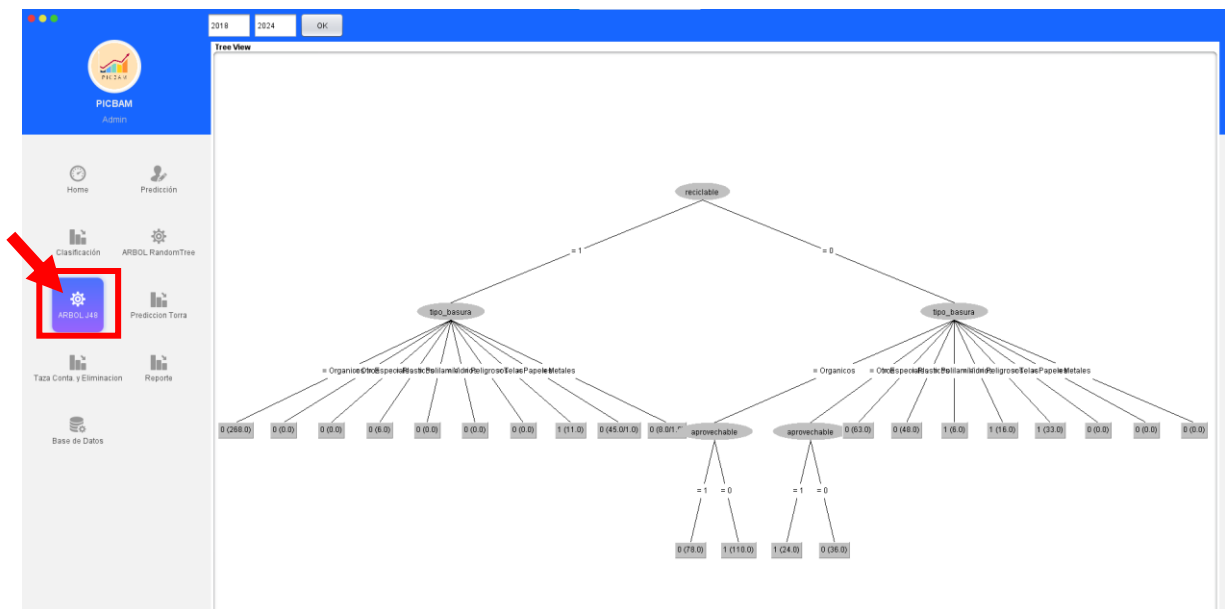 2018 2024 OK
Tree View
PICBAM
Admin
Home Predicción
Clasificación ARBOL RandomTree
ARBOL J48 Prediccion Torra
Taza Conta. y Eliminacion Reporte
Base de Datos
reciclable
= 1 = 0
tipo_basura tipo_basura
= Organicos Papeles Metales = Organicos Papeles Metales
0 (268.0) 0 (0.0) 0 (0.0) 0 (6.0) 0 (0.0) 0 (0.0) 0 (0.0) 1 (11.0) 0 (45.0/1.0) aprovechable aprovechable 0 (63.0) 0 (48.0) 1 (6.0) 1 (16.0) 1 (33.0) 0 (0.0) 0 (0.0) 0 (0.0)
= 1 = 0 = 1 = 0
0 (78.0) 1 (110.0) 1 (24.0) 0 (36.0)